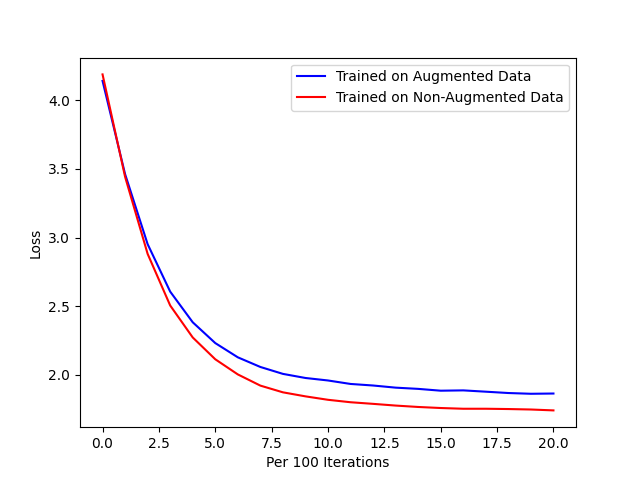 Trained on Augmented Data
Trained on Non-Augmented Data
4.0
3.5
3.0
2.5
2.0
Loss
0.0 2.5 5.0 7.5 10.0 12.5 15.0 17.5 20.0
Per 100 Iterations